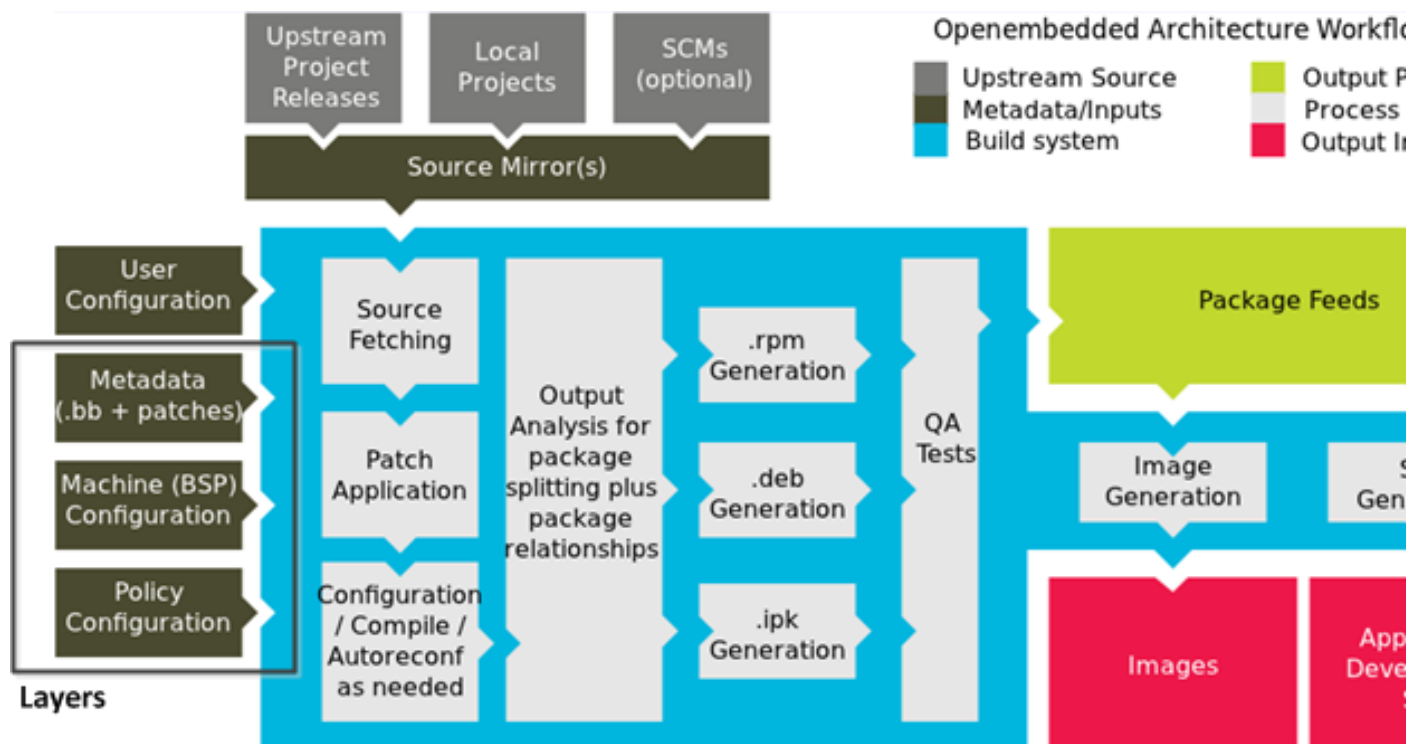 Upstream
Project
Releases
Local
Projects
SCMs
(optional)
Openembedded Architecture
Upstream Source
Metadata/Inputs
Build system
Output
Process
Output
Source Mirror(s)
User
Configuration
Metadata
(.bb + patches)
Machine (BSP)
Configuration
Policy
Configuration
Layers
Source
Fetching
Patch
Application
Configuration
/ Compile /
Autoreconf
as needed
Output
Analysis for
package
splitting plus
package
relationships
.rpm
Generation
.deb
Generation
.ipk
Generation
QA
Tests
Package Feeds
Image
Generation
Images